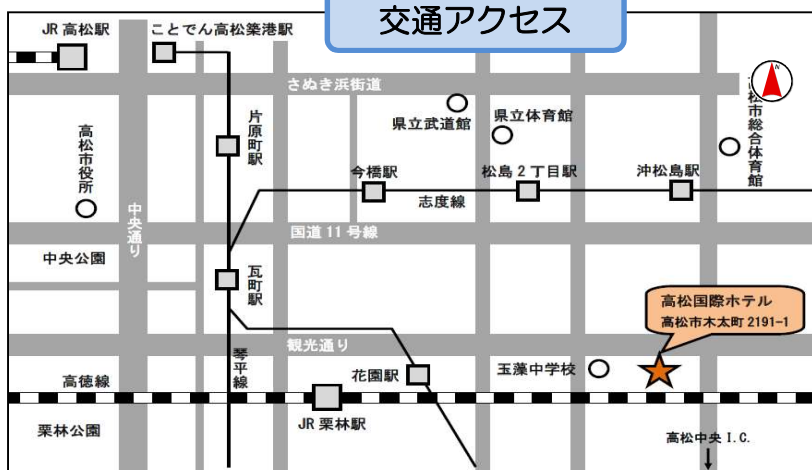 交通アクセス
JR 高松駅
ことでん高松築港駅
さぬき浜街道
県立武道館
県立体育館
高松市総合体育館
N
片原町駅
高松市役所
今橋駅
松島2丁目駅
沖松島駅
志度線
中央通り
国道11号線
中央公園
瓦町駅
高松国際ホテル
高松市木太町 2191-1
観光通り
琴平線
花園駅
玉藻中学校
高徳線
JR 栗林駅
栗林公園
高松中央 I.C.